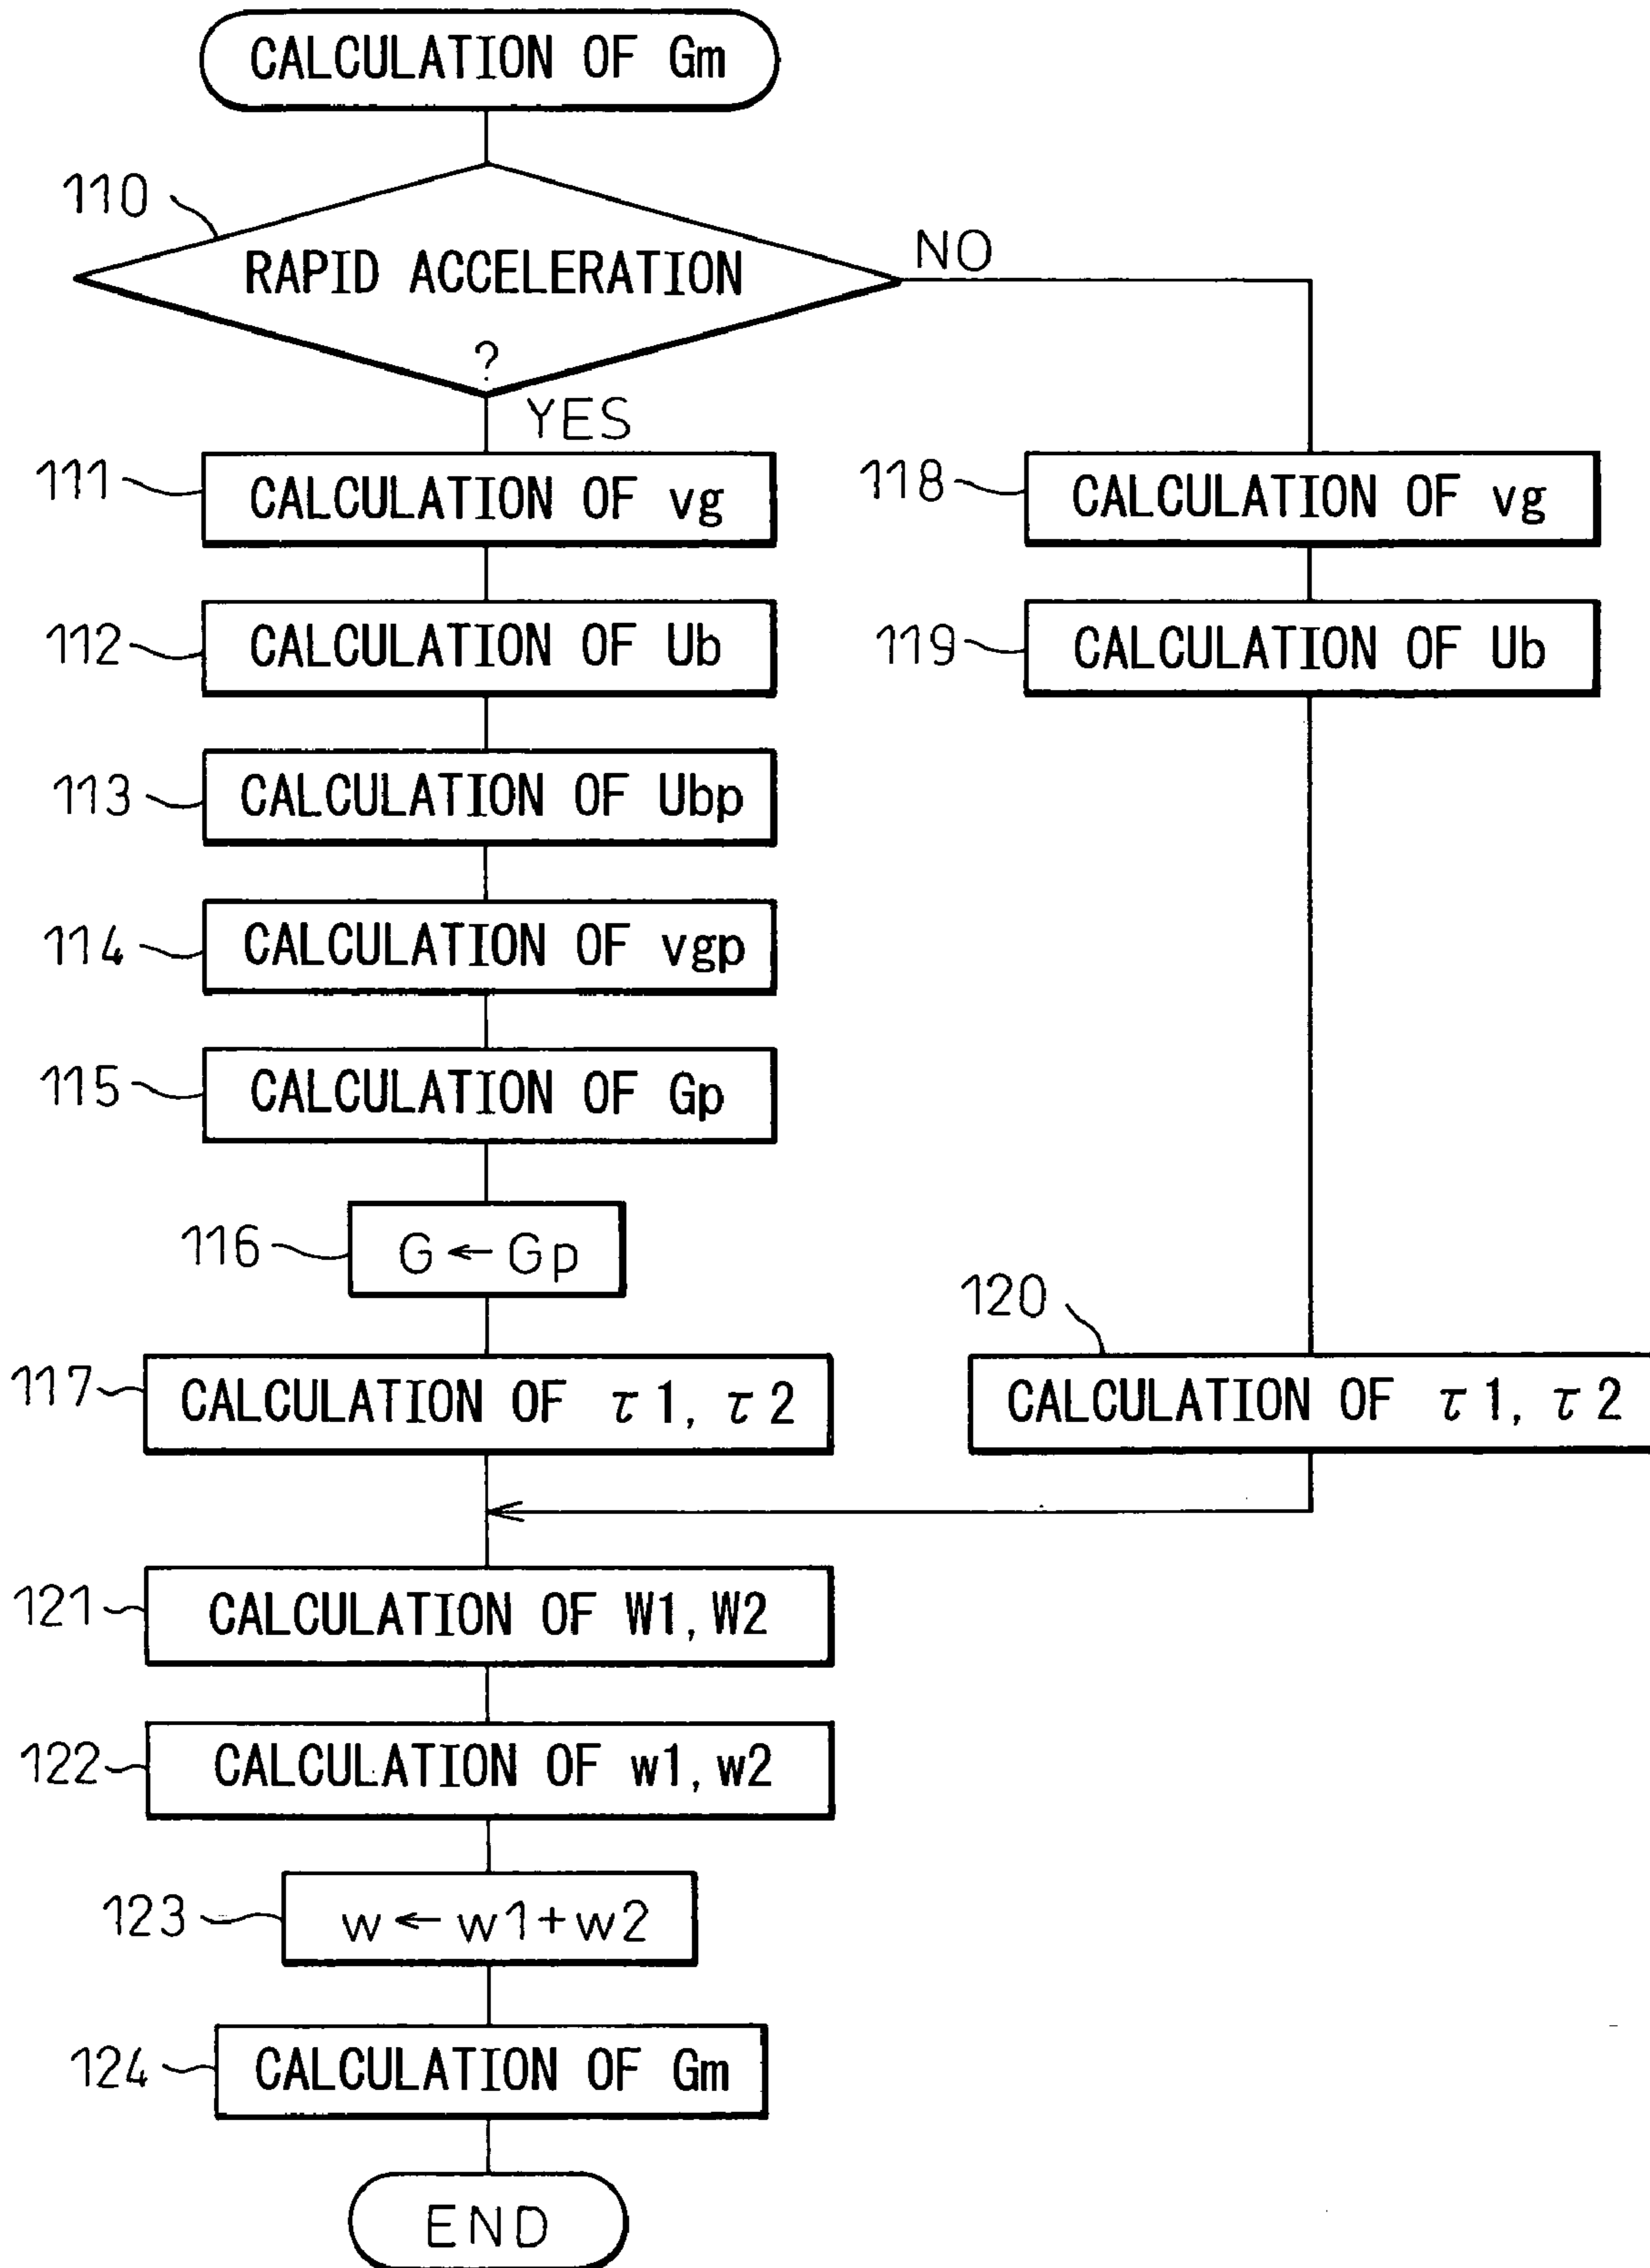 CALCULATION OF Gm
110
RAPID ACCELERATION
?
NO
YES
111
CALCULATION OF vg
118
CALCULATION OF vg
112
CALCULATION OF Ub
119
CALCULATION OF Ub
113
CALCULATION OF Ubp
114
CALCULATION OF vgp
115
CALCULATION OF Gp
116
G ← Gp
117
CALCULATION OF τ1, τ2
120
CALCULATION OF τ1, τ2
121
CALCULATION OF W1, W2
122
CALCULATION OF w1, w2
123
w ← w1+w2
124
CALCULATION OF Gm
END